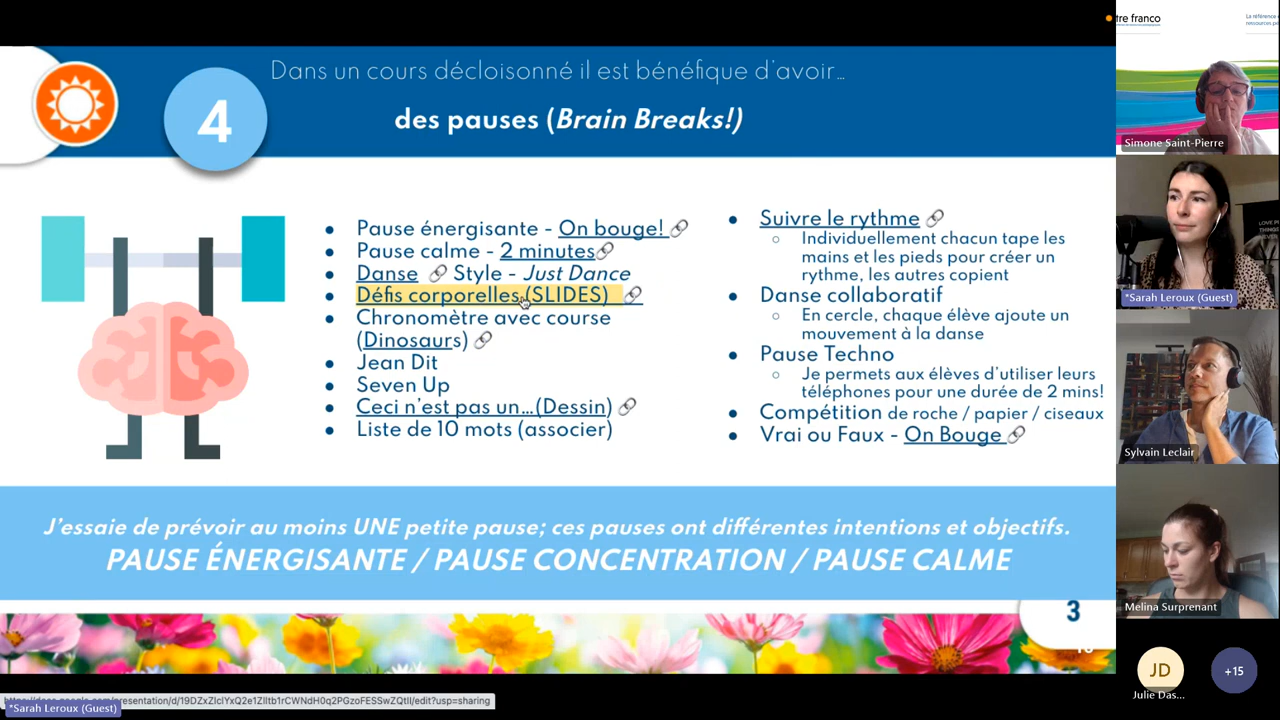 Dans un cours décloisonné il est bénéfique d'avoir…
4
des pauses (Brain Breaks!)
Pause énergisante - On bouge!
Pause calme - 2 minutes
Danse Style - Just Dance
Défis corporelles (SLIDES)
Chronomètre avec course
(Dinosaurs)
Jean Dit
Seven Up
Ceci n'est pas un...(Dessin)
Liste de 10 mots (associer)
Suivre le rythme
Individuellement chacun tape les
mains et les pieds pour créer un
rythme, les autres copient
Danse collaboratif
En cercle, chaque élève ajoute un
mouvement à la danse
Pause Techno
Je permets aux élèves d'utiliser leurs
téléphones pour une durée de 2 mins!
Compétition de roche / papier / ciseaux
Vrai ou Faux - On Bouge
J'essaie de prévoir au moins UNE petite pause; ces pauses ont différentes intentions et objectifs.
PAUSE ÉNERGISANTE / PAUSE CONCENTRATION / PAUSE CALME
3
*Sarah Leroux (Guest)
tre franco
La référence
ressources
Simone Saint-Pierre
*Sarah Leroux (Guest)
Sylvain Leclair
Melina Surprenant
JD
Julie Das...
+15